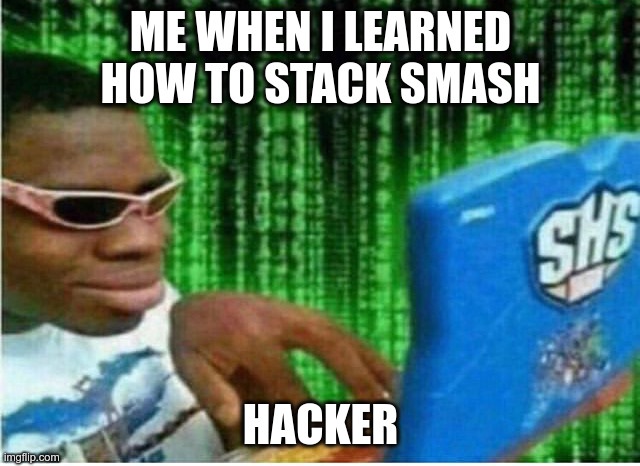 ME WHEN I LEARNED
HOW TO STACK SMASH
SHS
HACKER
imgflip.com